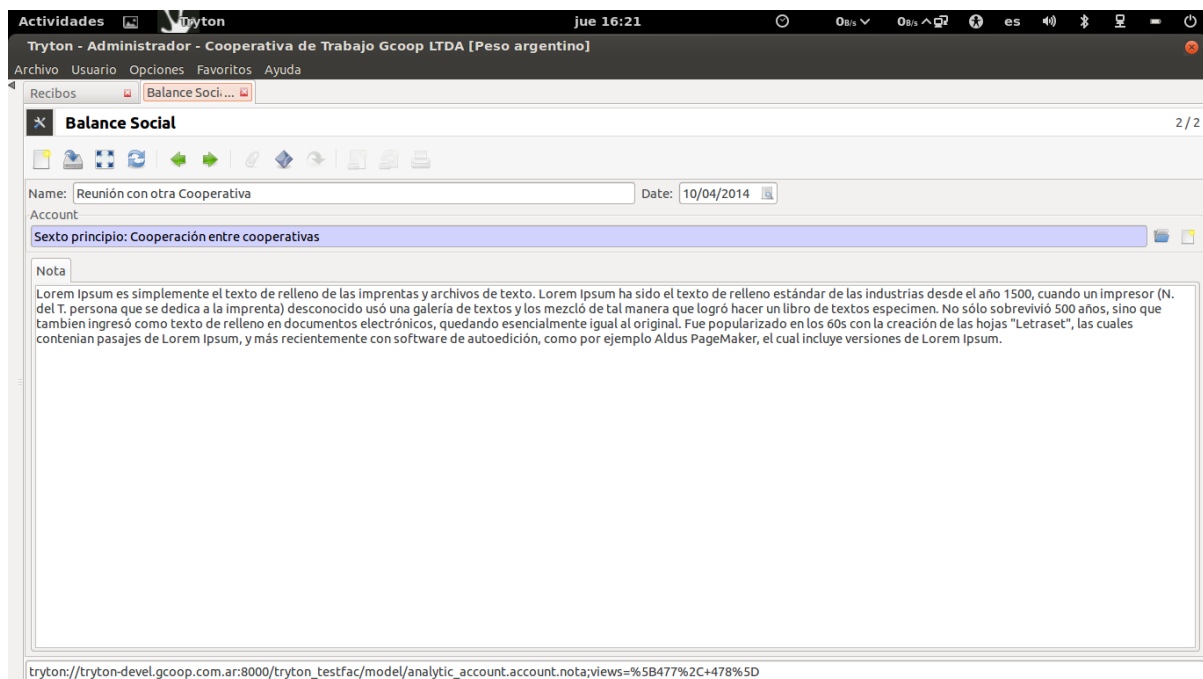 Actividades Tryton jue 16:21 0B/s 0B/s es
Tryton - Administrador - Cooperativa de Trabajo Gcoop LTDA [Peso argentino]
Archivo Usuario Opciones Favoritos Ayuda
Recibos Balance Soci... 
Balance Social 2 / 2
Name: Reunión con otra Cooperativa Date: 10/04/2014
Account
Sexto principio: Cooperación entre cooperativas
Nota
Lorem Ipsum es simplemente el texto de relleno de las imprentas y archivos de texto. Lorem Ipsum ha sido el texto de relleno estándar de las industrias desde el año 1500, cuando un impresor (N.
del T. persona que se dedica a la imprenta) desconocido usó una galería de textos y los mezcló de tal manera que logró hacer un libro de textos especimen. No sólo sobrevivió 500 años, sino que
tambien ingresó como texto de relleno en documentos electrónicos, quedando esencialmente igual al original. Fue popularizado en los 60s con la creación de las hojas "Letraset", las cuales
contenian pasajes de Lorem Ipsum, y más recientemente con software de autoedición, como por ejemplo Aldus PageMaker, el cual incluye versiones de Lorem Ipsum.
tryton://tryton-devel.gcoop.com.ar:8000/tryton_testfac/model/analytic_account.account.nota;views=%5B477%2C+478%5D